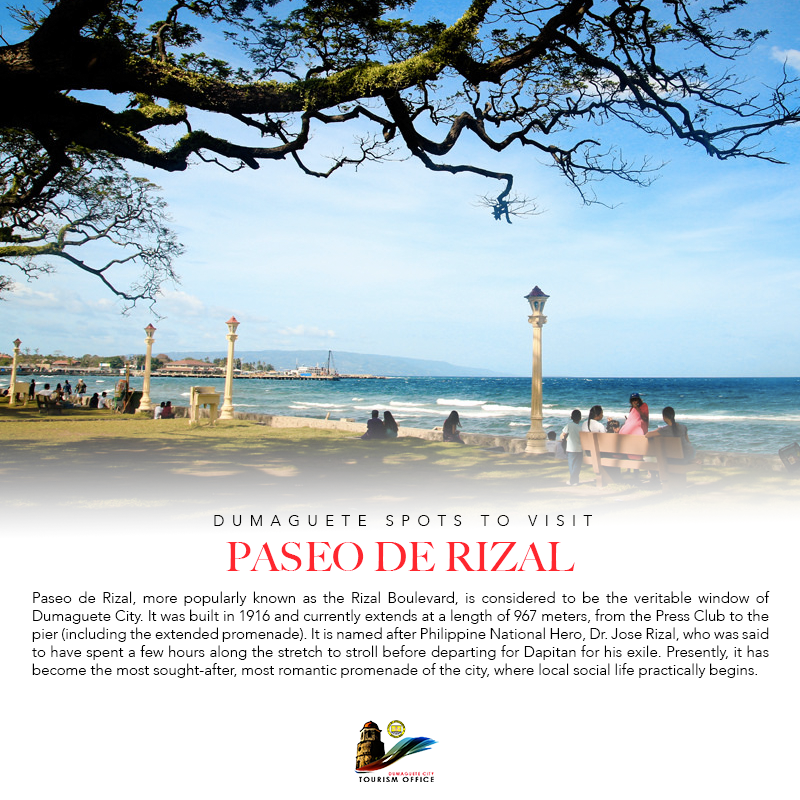 DUMAGUETE SPOTS TO VISIT
PASEO DE RIZAL
Paseo de Rizal, more popularly known as the Rizal Boulevard, is considered to be the veritable window of
Dumaguete City. It was built in 1916 and currently extends at a length of 967 meters, from the Press Club to the
pier (including the extended promenade). It is named after Philippine National Hero, Dr. Jose Rizal, who was said
to have spent a few hours along the stretch to stroll before departing for Dapitan for his exile. Presently, it has
become the most sought-after, most romantic promenade of the city, where local social life practically begins.
DUMAGUETE CITY
TOURISM OFFICE